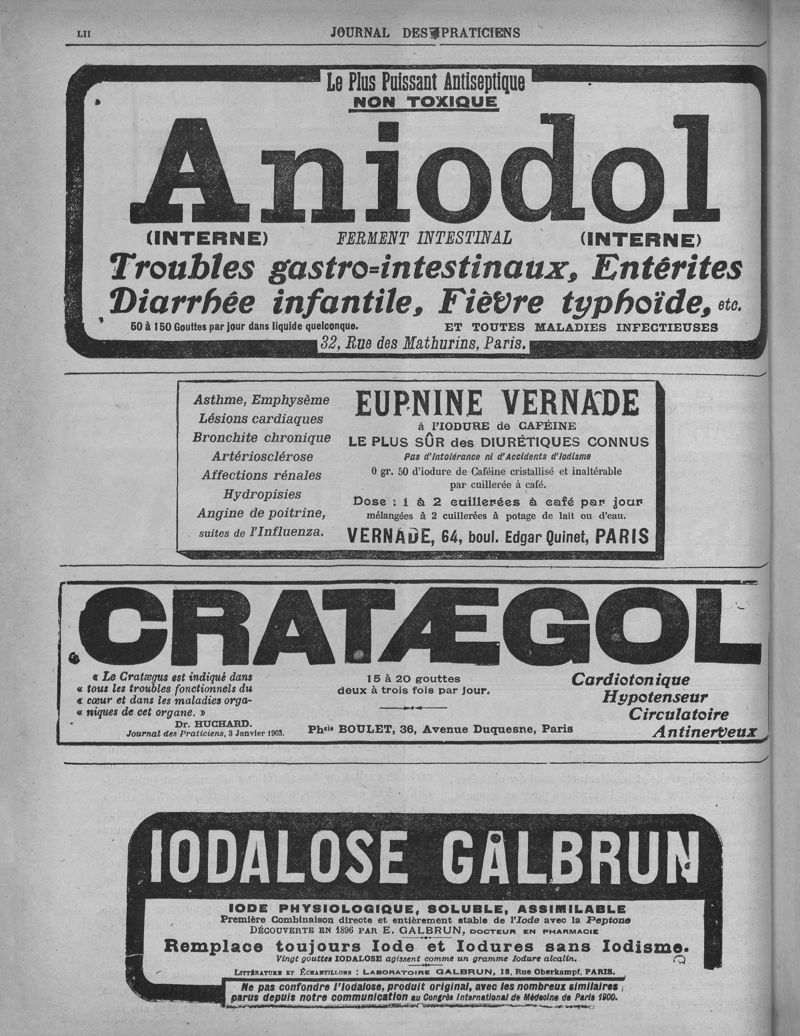 LII
JOURNAL DES PRATICIENS
Le Plus Puissant Antiseptique
NON TOXIQUE
Aniodol
(INTERNE) FERMENT INTESTINAL (INTERNE)
Troubles gastro=intestinaux, Entérites
Diarrhée infantile, Fièvre typhoïde, etc.
50 à 150 Gouttes par jour dans liquide quelconque. ET TOUTES MALADIES INFECTIEUSES
32, Rue des Mathurins, Paris.
Asthme, Emphysème
Lésions cardiaques
Bronchite chronique
Artériosclérose
Affections rénales
Hydropisies
Angine de poitrine,
suites de l'Influenza.
EUPNINE VERNADE
à l'IODURE de CAFÉINE
LE PLUS SÛR des DIURÉTIQUES CONNUS
Pas d'Intolérance ni d'Accidents d'Iodisme
0 gr. 50 d'iodure de Caféine cristallisé et inaltérable
par cuillerée à café.
Dose : 1 à 2 cuillerées à café par jour
mélangées à 2 cuillerées à potage de lait ou d'eau.
VERNADE, 64, boul. Edgar Quinet, PARIS
CRATÆGOL
« Le Cratægus est indiqué dans
« tous les troubles fonctionnels du
« cœur et dans les maladies orga-
« niques de cet organe. »
Dr. HUCHARD.
Journal des Praticiens, 3 Janvier 1903.
15 à 20 gouttes
deux à trois fois par jour.
Phcie BOULET, 36, Avenue Duquesne, Paris
Cardiotonique
Hypotenseur
Circulatoire
Antinerveux
IODALOSE GALBRUN
IODE PHYSIOLOGIQUE, SOLUBLE, ASSIMILABLE
Première Combinaison directe et entièrement stable de l'Iode avec la Peptone
DÉCOUVERTE EN 1896 PAR E. GALBRUN, DOCTEUR EN PHARMACIE
Remplace toujours Iode et Iodures sans Iodisme.
Vingt gouttes IODALOSE agissent comme un gramme Iodure alcalin.
LITTÉRATURE ET ÉCHANTILLONS : LABORATOIRE GALBRUN, 18, Rue Oberkampf, PARIS.
Ne pas confondre l'Iodalose, produit original, avec les nombreux similaires
parus depuis notre communication au Congrès International de Médecine de Paris 1900.